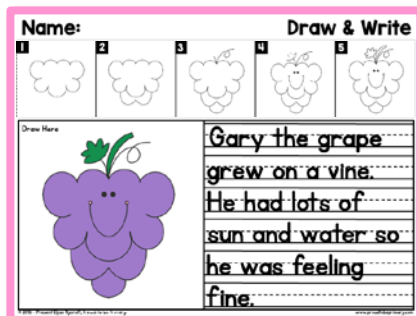 Name:
Draw & Write
1
2
3
4
5
Draw Here
Gary the grape
grew on a vine.
He had lots of
sun and water so
he was feeling
fine.